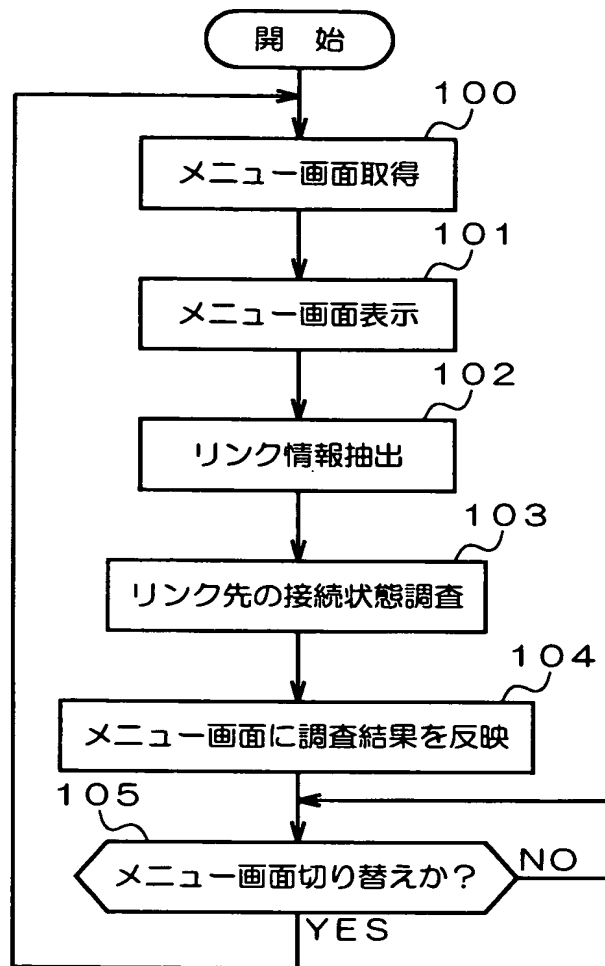 開 始
100
メニュー画面取得
101
メニュー画面表示
102
リンク情報抽出
103
リンク先の接続状態調査
104
メニュー画面に調査結果を反映
105
メニュー画面切り替えか?
NO
YES